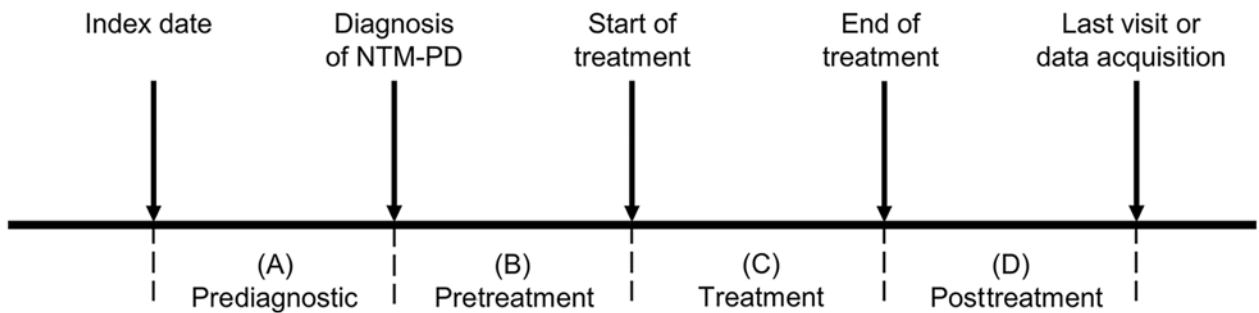 Index date
Diagnosis
of NTM-PD
Start of
treatment
End of
treatment
Last visit or
data acquisition
(A)
Prediagnostic
(B)
Pretreatment
(C)
Treatment
(D)
Posttreatment